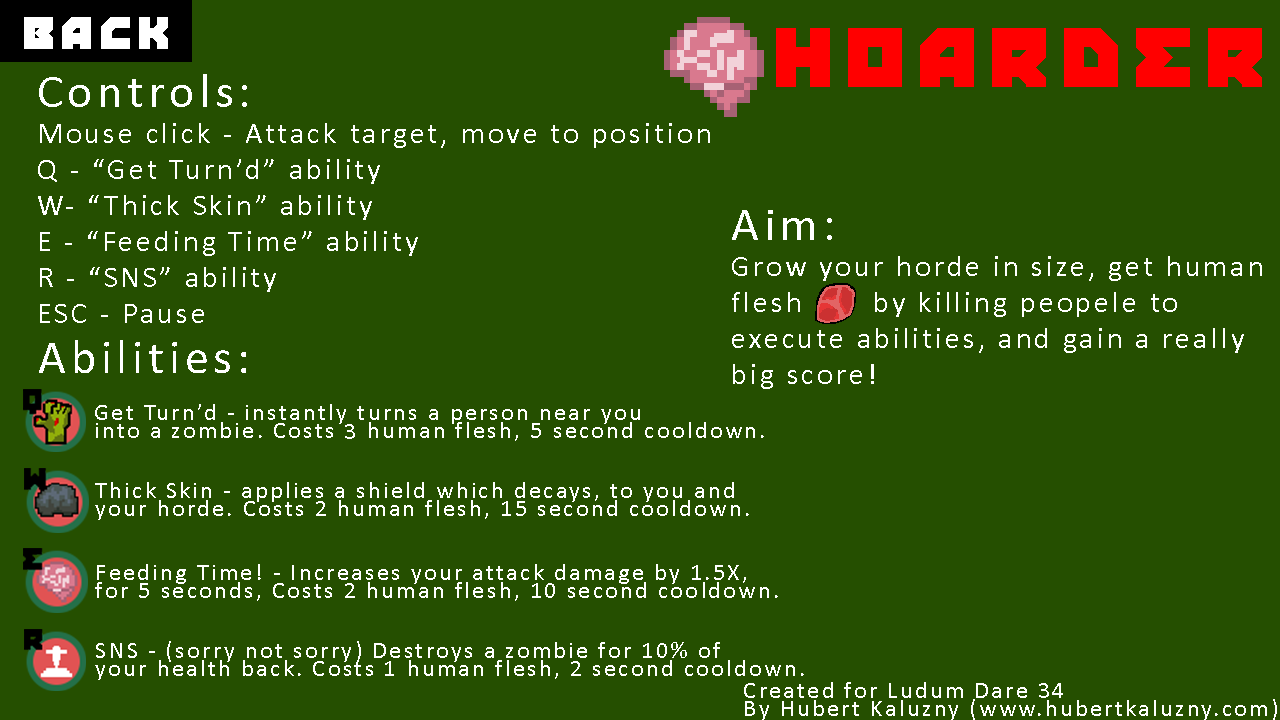 BACK
HOARDER
Controls:
Mouse click - Attack target, move to position
Q - “Get Turn’d” ability
W- “Thick Skin” ability
E - “Feeding Time” ability
R - “SNS” ability
ESC - Pause
Aim:
Grow your horde in size, get human
flesh by killing peopele to
execute abilities, and gain a really
big score!
Abilities:
Q
Get Turn’d - instantly turns a person near you
into a zombie. Costs 3 human flesh, 5 second cooldown.
W
Thick Skin - applies a shield which decays, to you and
your horde. Costs 2 human flesh, 15 second cooldown.
E
Feeding Time! - Increases your attack damage by 1.5X,
for 5 seconds, Costs 2 human flesh, 10 second cooldown.
R
SNS - (sorry not sorry) Destroys a zombie for 10% of
your health back. Costs 1 human flesh, 2 second cooldown.
Created for Ludum Dare 34
By Hubert Kaluzny (www.hubertkaluzny.com)